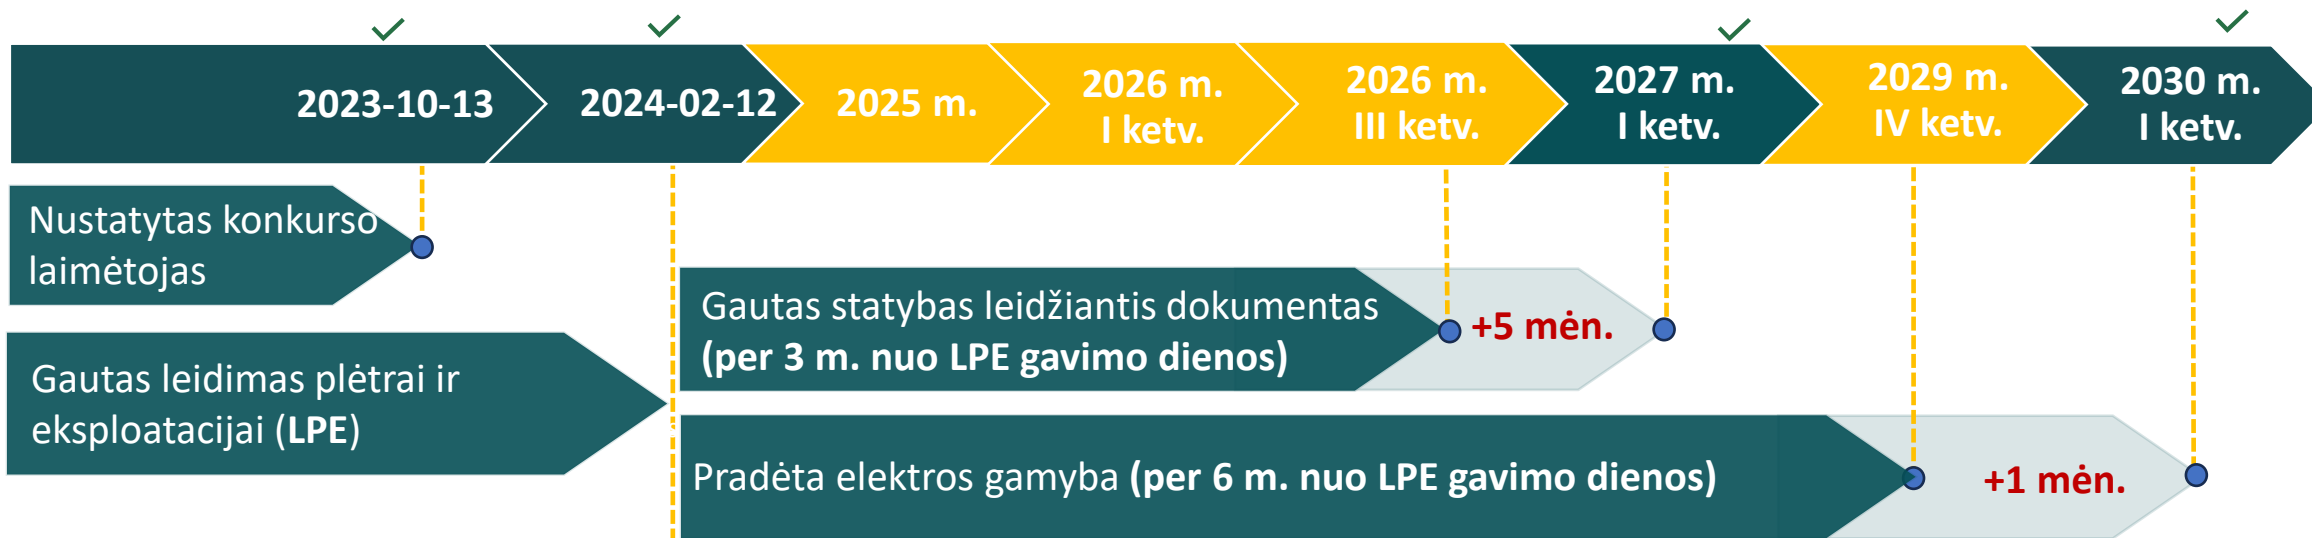 2023-10-13
2024-02-12
2025 m.
2026 m.
I ketv.
2026 m.
III ketv.
2027 m.
I ketv.
2029 m.
IV ketv.
2030 m.
I ketv.
Nustatytas konkurso
laimėtojas
Gautas statybas leidžiantis dokumentas
(per 3 m. nuo LPE gavimo dienos)
+5 mėn.
Gautas leidimas plėtrai ir
eksploatacijai (LPE)
Pradėta elektros gamyba (per 6 m. nuo LPE gavimo dienos)
+1 mėn.